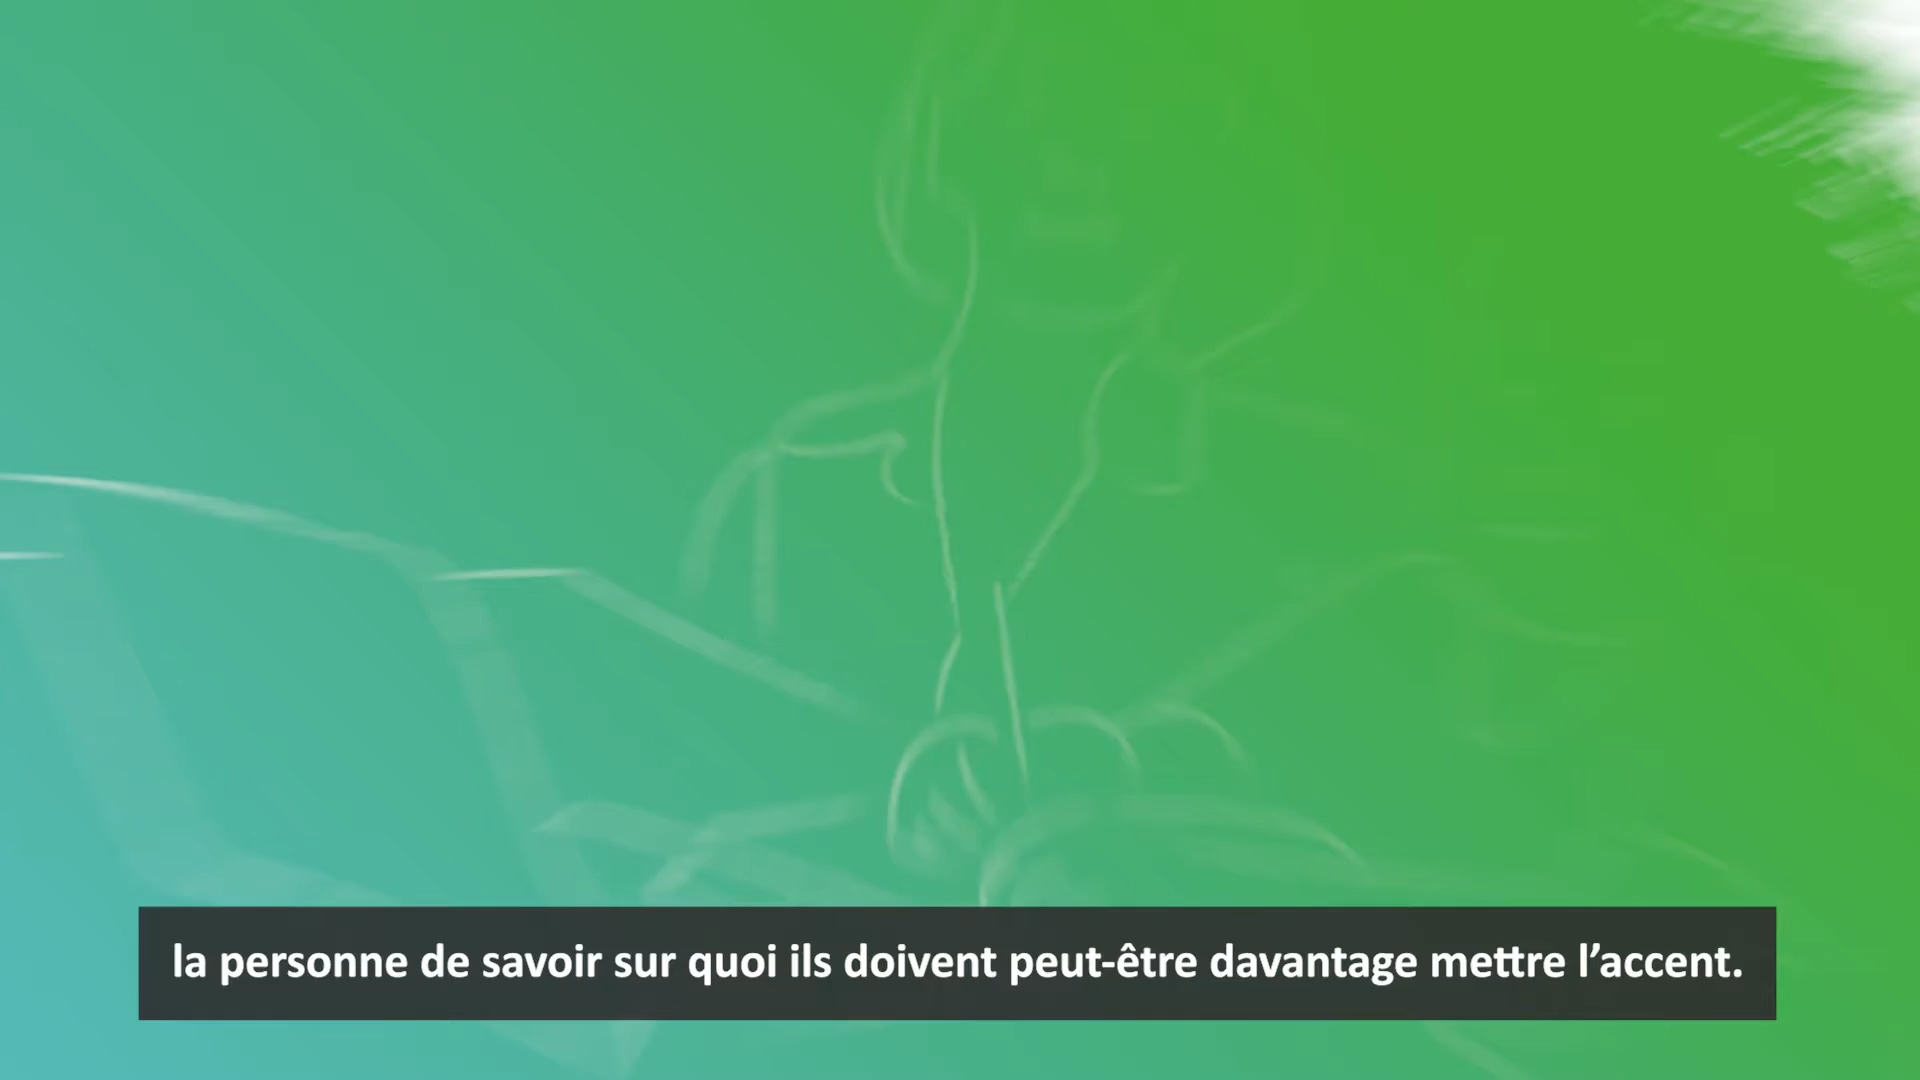 la personne de savoir sur quoi ils doivent peut-être davantage mettre l’accent.